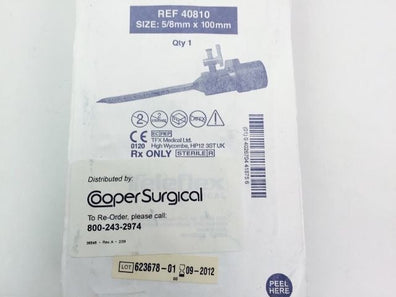 REF 40810
SIZE: 5/8mm x 100mm
Qty 1
0120
TFX Medical Ltd.
High Wycombe, HP12 3ST UK
Rx ONLY STERILE R
Distributed by:
CooperSurgical
To Re-Order, please call:
800-243-2974
LOT 623678-01 09-2012
PEEL
HERE